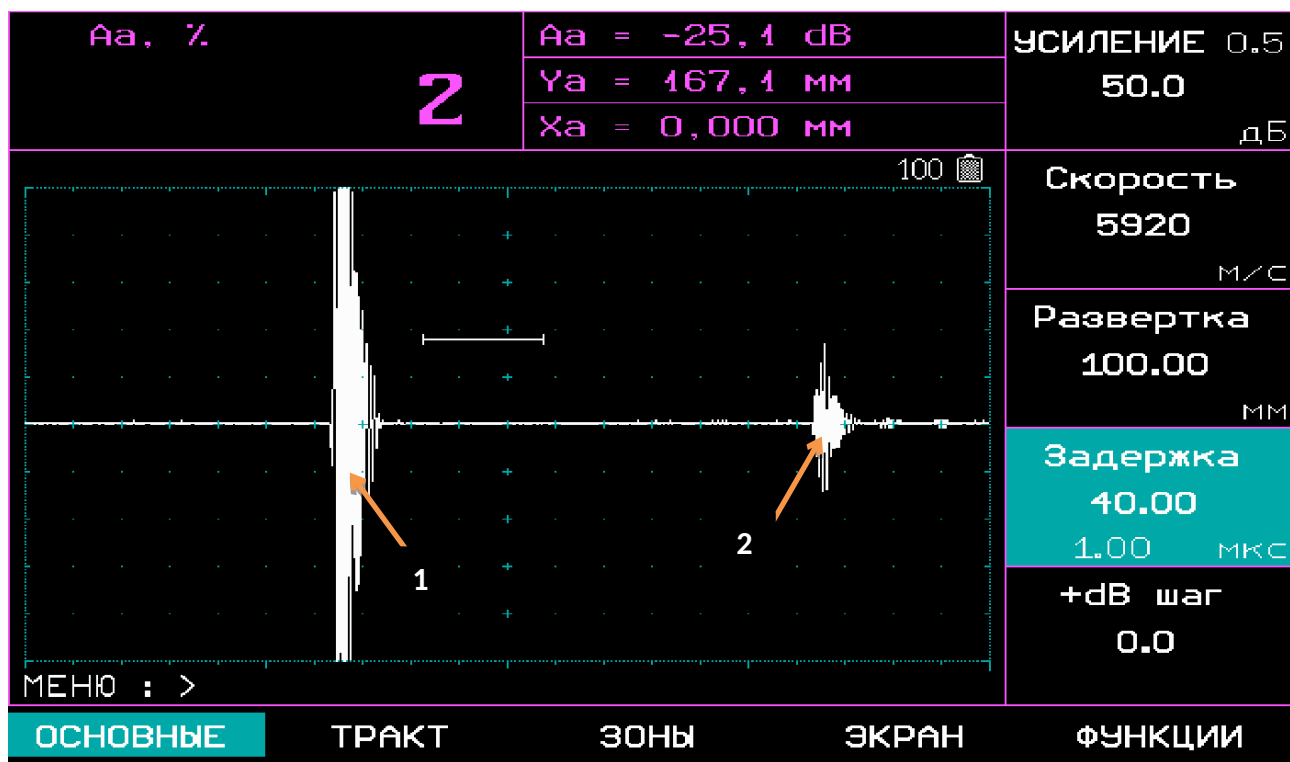 Aa, %
2
Aa = -25,1 dB
Ya = 167,1 мм
Xa = 0,000 мм
УСИЛЕНИЕ 0.5
50.0
дБ
100
Скорость
5920
м/с
Развертка
100.00
мм
Задержка
40.00
1.00 мкс
+dB шаг
0.0
1
2
МЕНЮ : >
ОСНОВНЫЕ ТРАКТ ЗОНЫ ЭКРАН ФУНКЦИИ